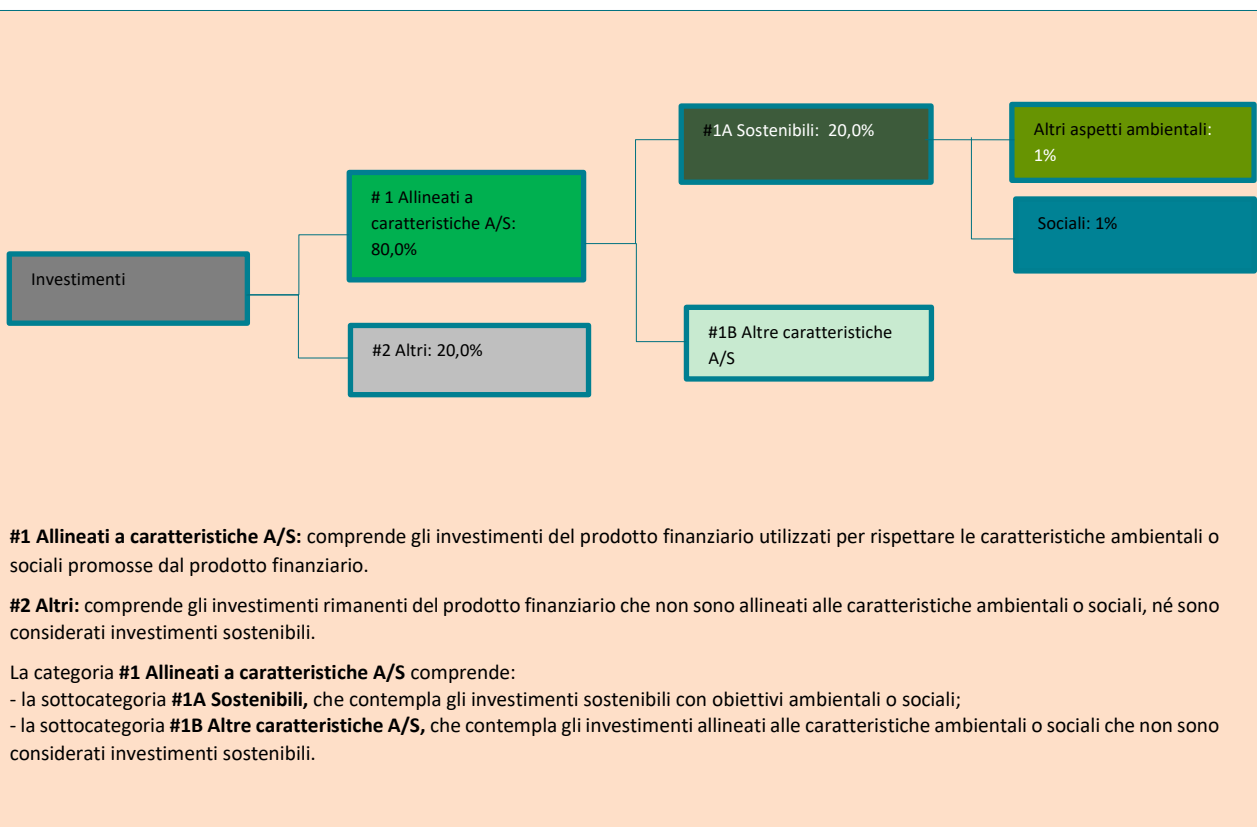 #1A Sostenibili:  20,0%
Altri aspetti ambientali:
1%
# 1 Allineati a
caratteristiche A/S:
80,0%
Sociali: 1%
Investimenti
#2 Altri: 20,0%
#1B Altre caratteristiche
A/S
#1 Allineati a caratteristiche A/S: comprende gli investimenti del prodotto finanziario utilizzati per rispettare le caratteristiche ambientali o
sociali promosse dal prodotto finanziario.
#2 Altri: comprende gli investimenti rimanenti del prodotto finanziario che non sono allineati alle caratteristiche ambientali o sociali, né sono
considerati investimenti sostenibili.
La categoria #1 Allineati a caratteristiche A/S comprende:
- la sottocategoria #1A Sostenibili, che contempla gli investimenti sostenibili con obiettivi ambientali o sociali;
- la sottocategoria #1B Altre caratteristiche A/S, che contempla gli investimenti allineati alle caratteristiche ambientali o sociali che non sono
considerati investimenti sostenibili.